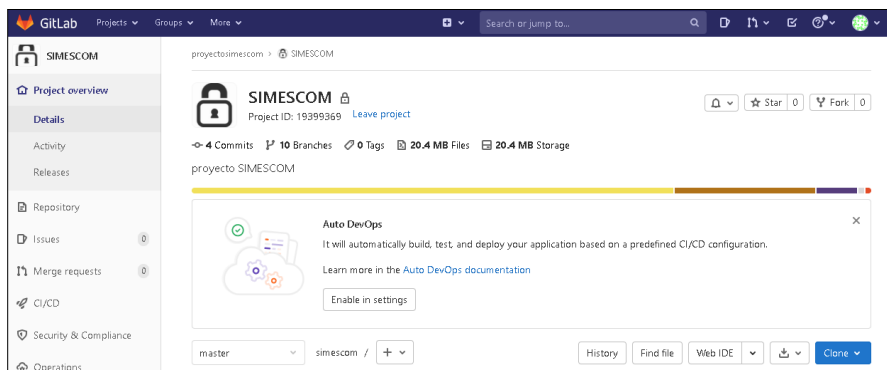 GitLab Projects Groups More Search or jump to...
SIMESCOM
proyectosimescom > SIMESCOM
Project overview
Details
Activity
Releases
Repository
Issues 0
Merge requests 0
CI/CD
Security & Compliance
Operations
SIMESCOM
Project ID: 19399369 Leave project
Star 0 Fork 0
4 Commits 10 Branches 0 Tags 20.4 MB Files 20.4 MB Storage
proyecto SIMESCOM
Auto DevOps
It will automatically build, test, and deploy your application based on a predefined CI/CD configuration.
Learn more in the Auto DevOps documentation
Enable in settings
master simescom / + History Find file Web IDE Clone